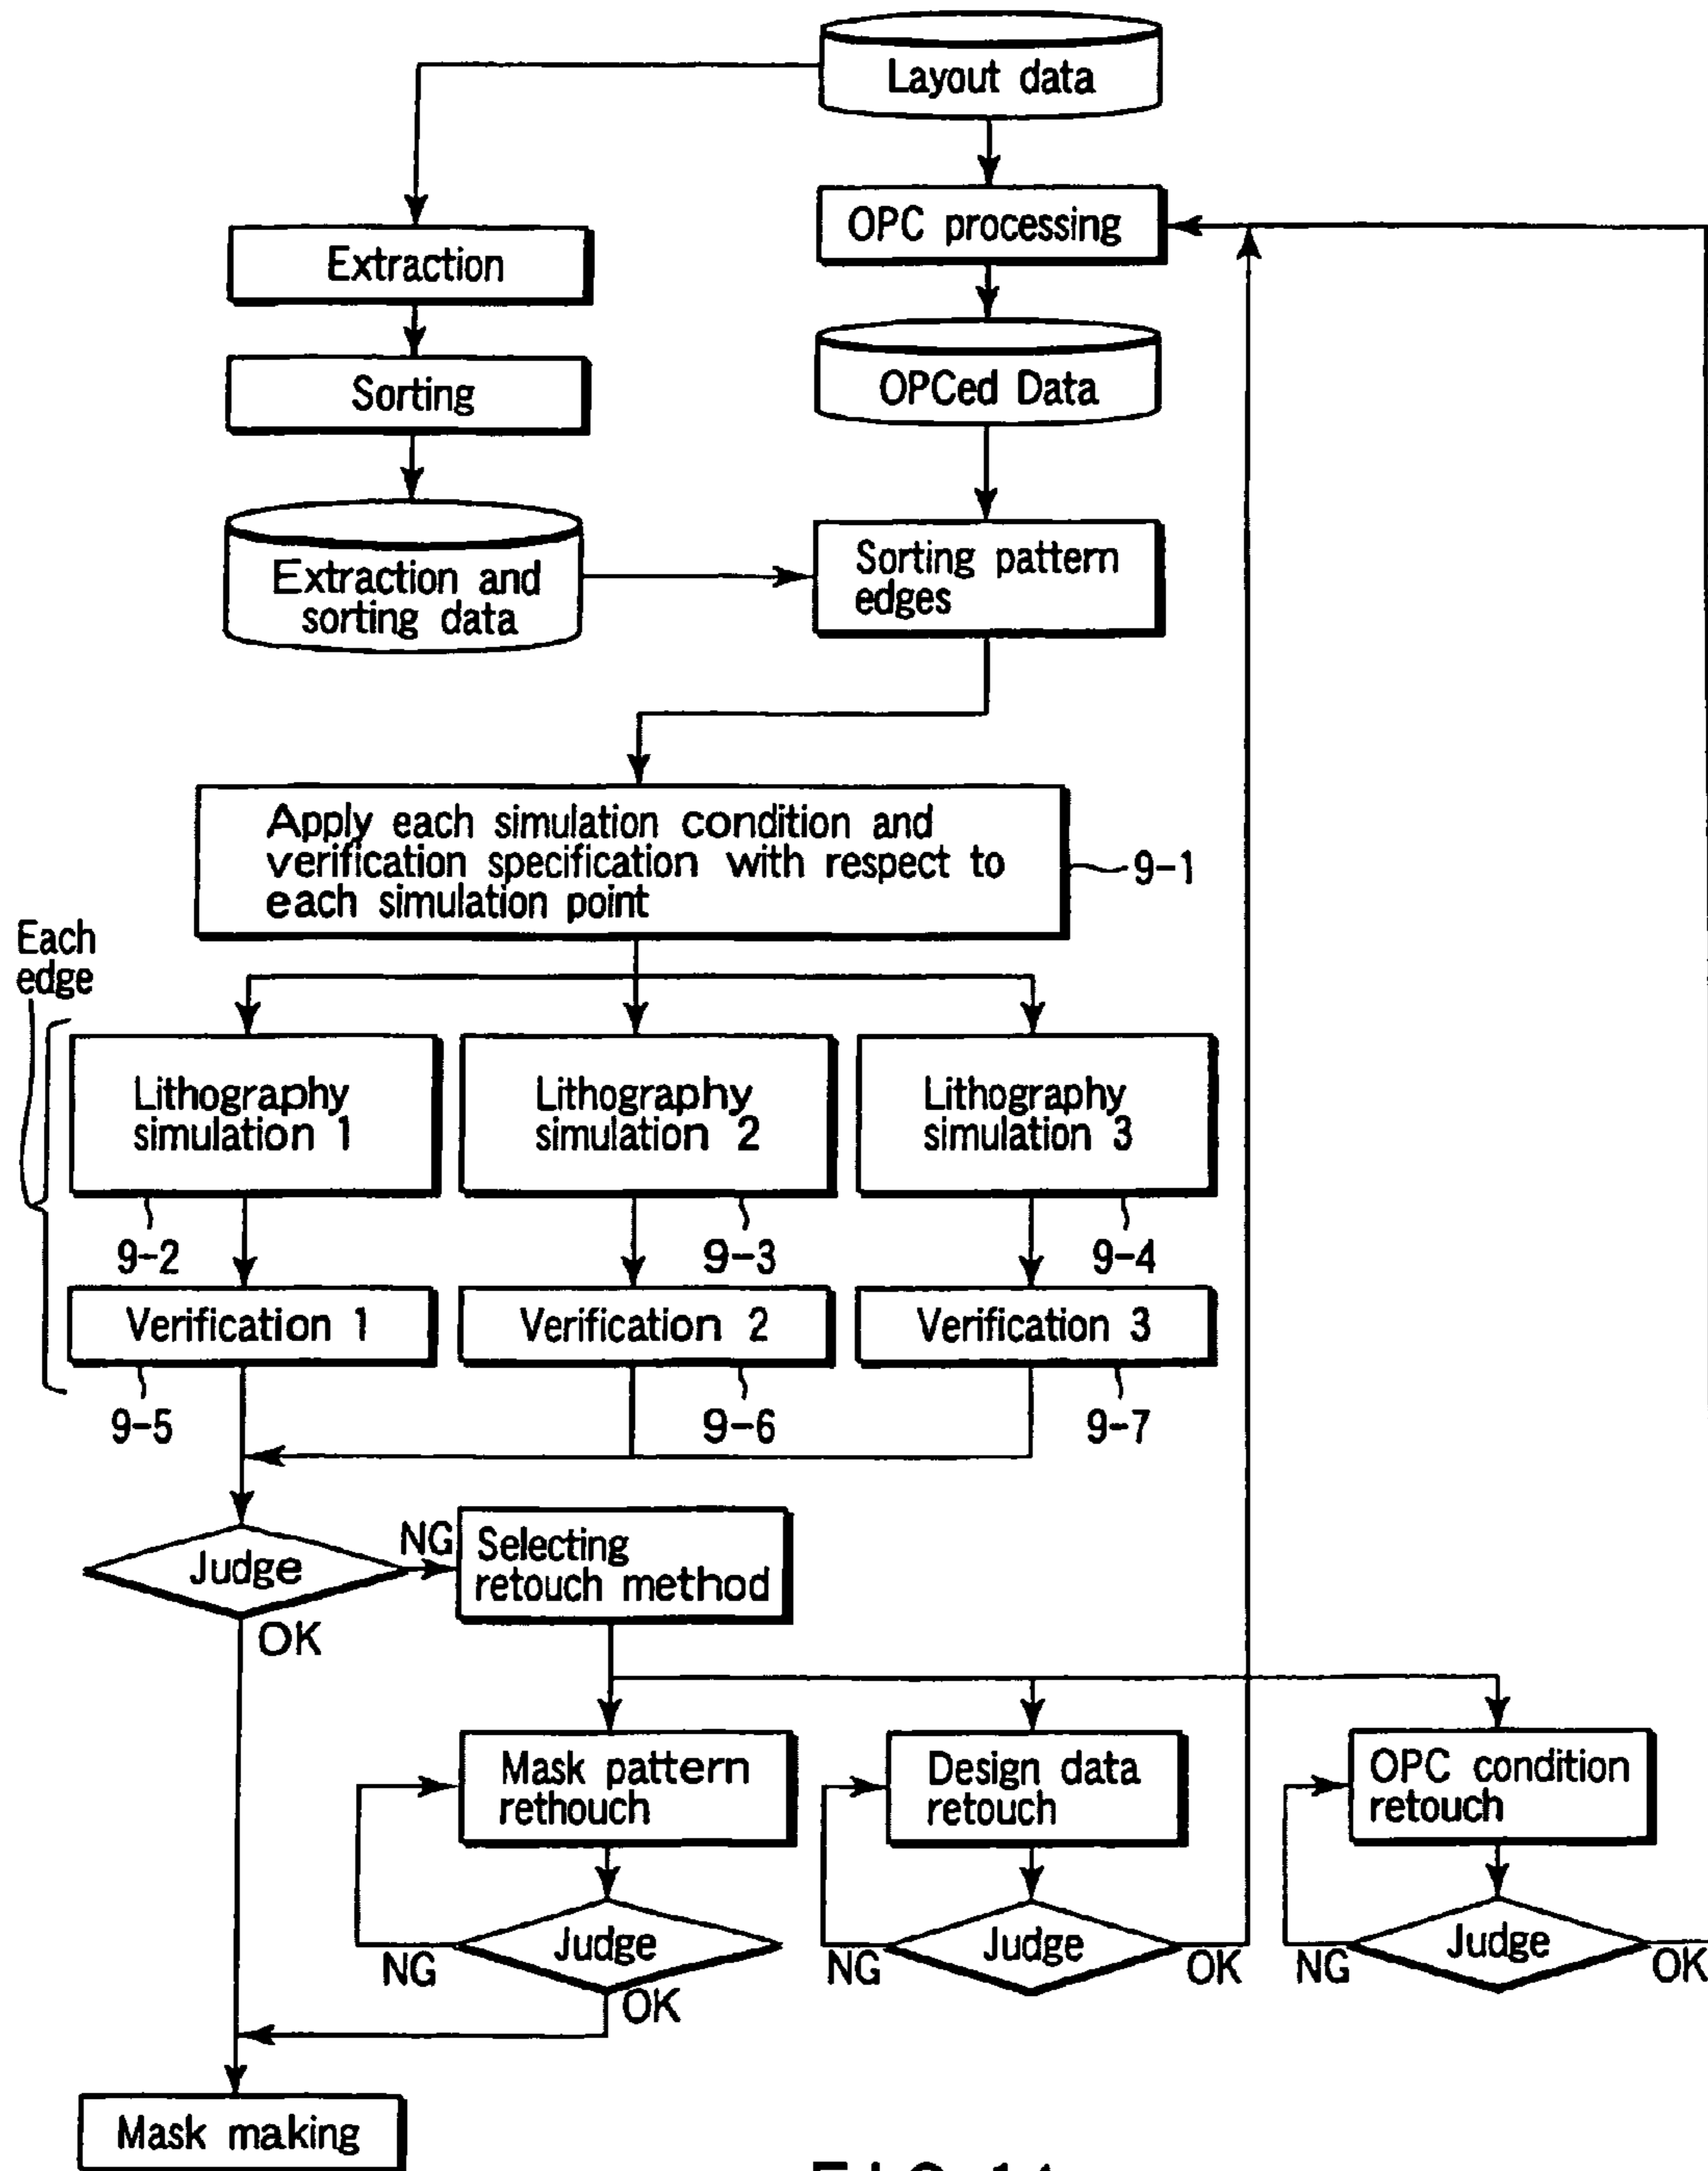 Layout data
OPC processing
Extraction
Sorting
OPCed Data
Extraction and
sorting data
Sorting pattern
edges
Apply each simulation condition and
verification specification with respect to
each simulation point
9-1
Each
edge
Lithography
simulation 1
Lithography
simulation 2
Lithography
simulation 3
9-2
9-3
9-4
Verification 1
Verification 2
Verification 3
9-5
9-6
9-7
Judge
NG
OK
Selecting
retouch method
Mask pattern
rethouch
Design data
retouch
OPC condition
retouch
Judge
NG
OK
Judge
NG
OK
Judge
NG
OK
Mask making